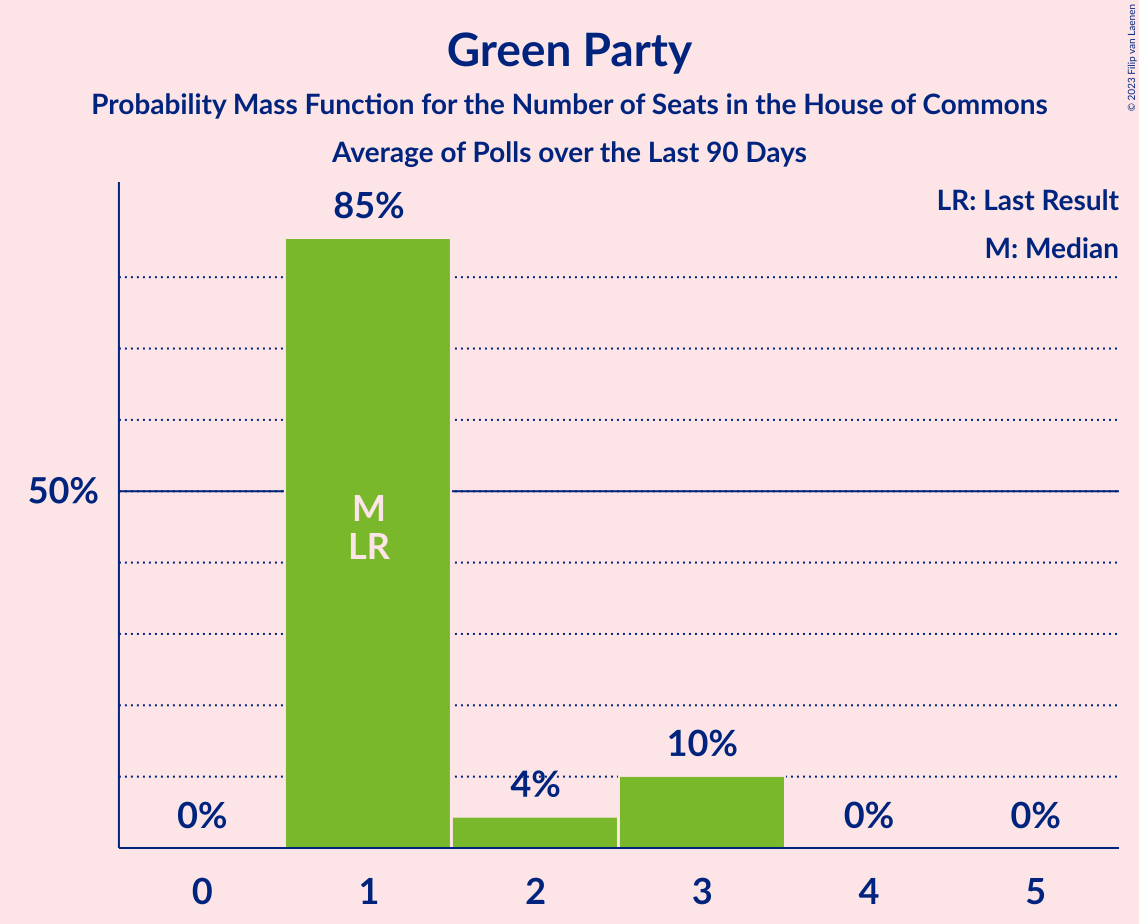 Green Party
Probability Mass Function for the Number of Seats in the House of Commons
Average of Polls over the Last 90 Days
© 2023 Filip van Laenen
LR: Last Result
M: Median
85%
50%
M
LR
10%
4%
0%
0%
0%
0 1 2 3 4 5